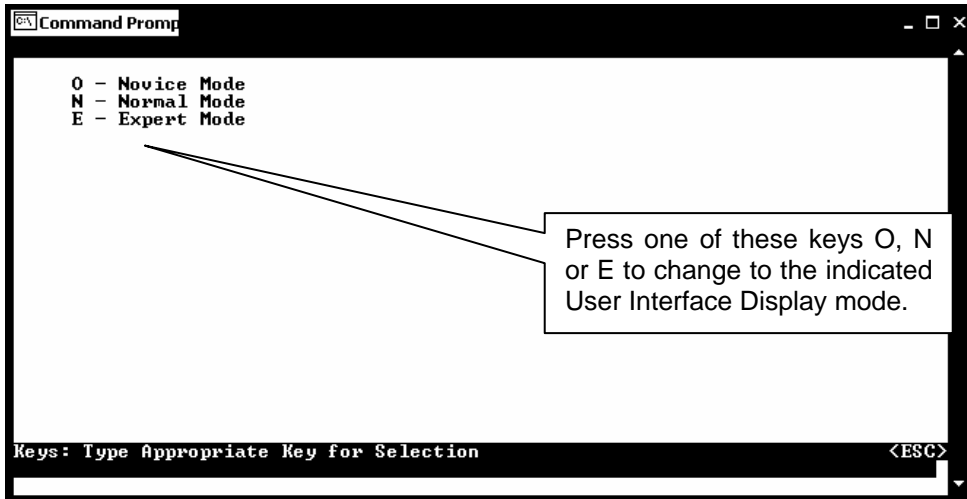 Command Promp
O - Novice Mode
N - Normal Mode
E - Expert Mode
Press one of these keys O, N
or E to change to the indicated
User Interface Display mode.
Keys: Type Appropriate Key for Selection <ESC>